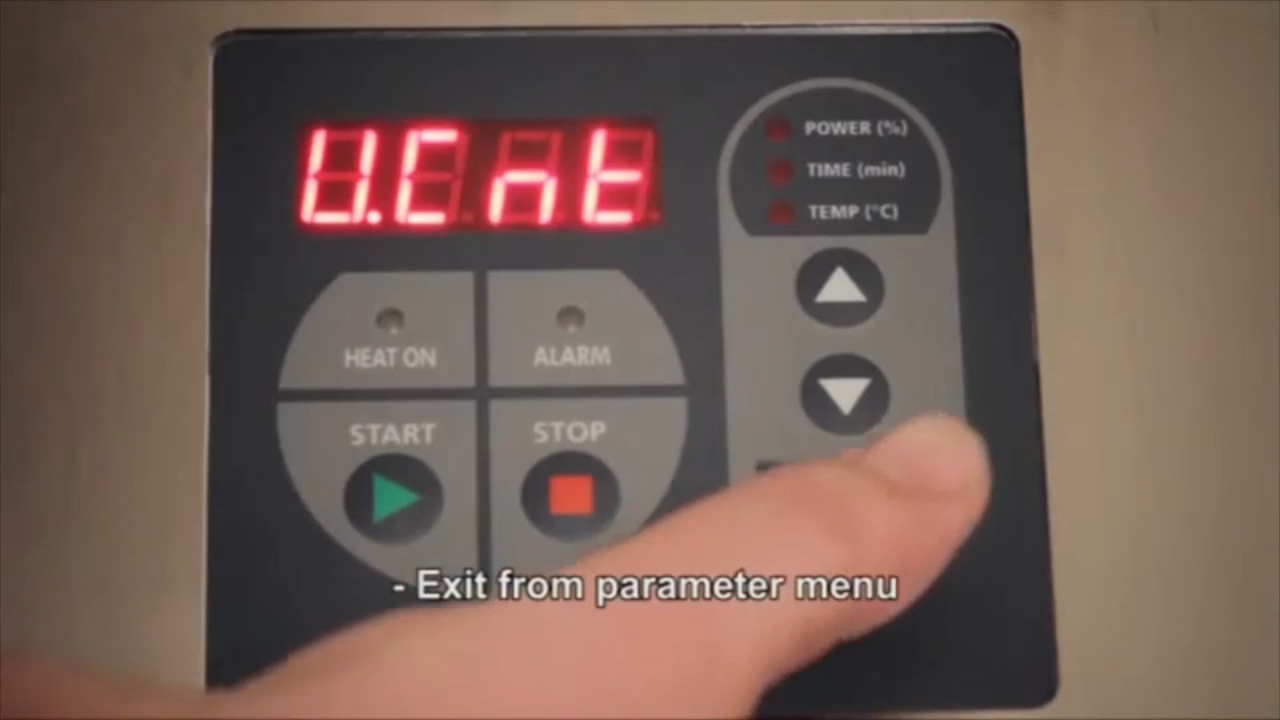 U.Cnt
POWER (%)
TIME (min)
TEMP (°C)
HEAT ON
ALARM
START
STOP
- Exit from parameter menu